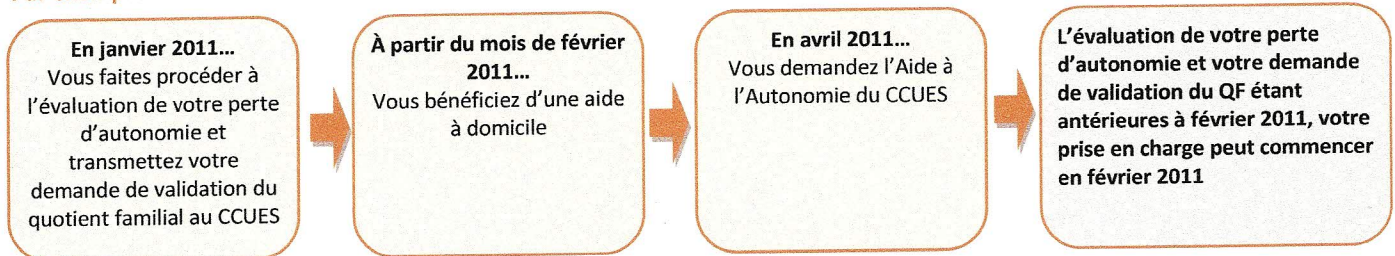 En janvier 2011...
Vous faites procéder à
l'évaluation de votre perte
d'autonomie et
transmettez votre
demande de validation du
quotient familial au CCUES
À partir du mois de février
2011...
Vous bénéficiez d'une aide
à domicile
En avril 2011...
Vous demandez l'Aide à
l'Autonomie du CCUES
L'évaluation de votre perte
d'autonomie et votre demande
de validation du QF étant
antérieures à février 2011, votre
prise en charge peut commencer
en février 2011